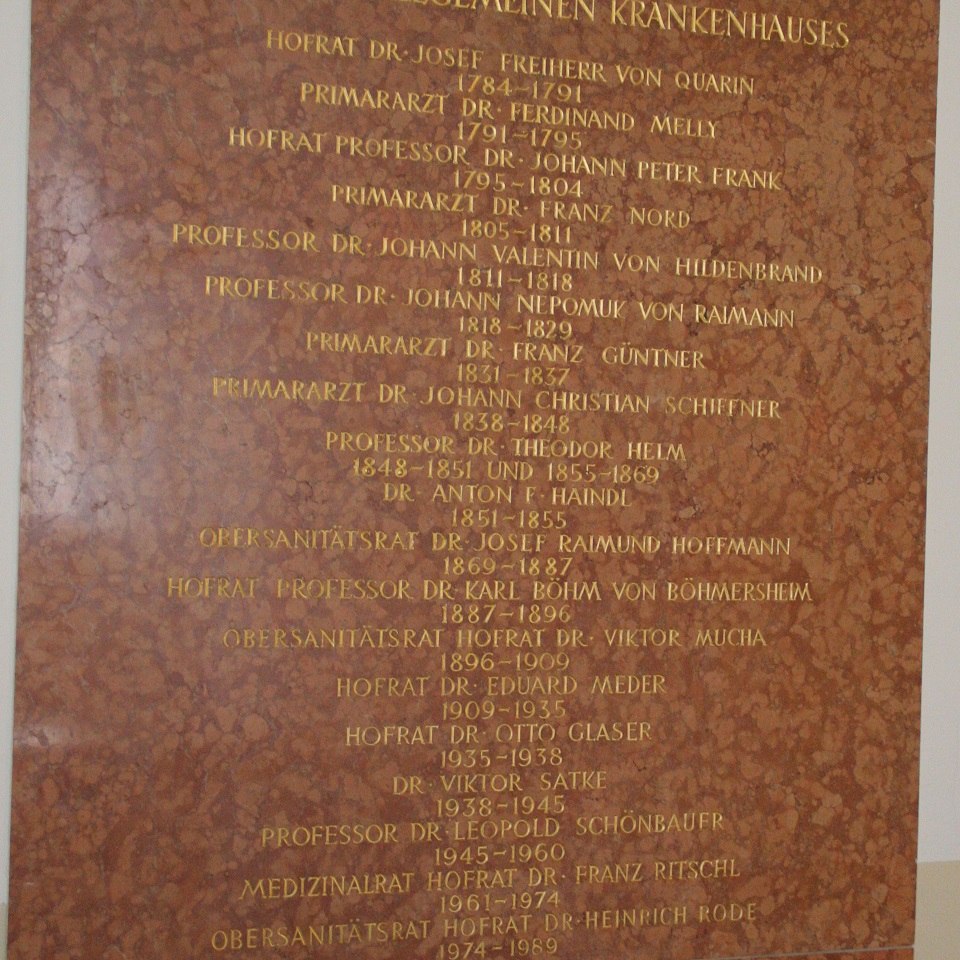 ALLGEMEINEN KRANKENHAUSES
HOFRAT DR· JOSEF FREIHERR VON QUARIN
1784–1791
PRIMARARZT DR· FERDINAND MELLY
1791–1795
HOFRAT PROFESSOR DR· JOHANN PETER FRANK
1795–1804
PRIMARARZT DR· FRANZ NORD
1805–1811
PROFESSOR DR· JOHANN VALENTIN VON HILDENBRAND
1811–1818
PROFESSOR DR· JOHANN NEPOMUK VON RAIMANN
1818–1829
PRIMARARZT DR· FRANZ GÜNTNER
1831–1837
PRIMARARZT DR· JOHANN CHRISTIAN SCHIFFNER
1838–1848
PROFESSOR DR· THEODOR HELM
1848–1851 UND 1855–1869
DR· ANTON F· HAINDL
1851–1855
OBERSANITÄTSRAT DR· JOSEF RAIMUND HOFFMANN
1869–1887
HOFRAT PROFESSOR DR· KARL BÖHM VON BÖHMERSHEIM
1887–1896
OBERSANITÄTSRAT HOFRAT DR· VIKTOR MUCHA
1896–1909
HOFRAT DR· EDUARD MEDER
1909–1935
HOFRAT DR· OTTO GLASER
1935–1938
DR· VIKTOR SATKE
1938–1945
PROFESSOR DR· LEOPOLD SCHÖNBAUER
1945–1960
MEDIZINALRAT HOFRAT DR· FRANZ RITSCHL
1961–1974
OBERSANITÄTSRAT HOFRAT DR· HEINRICH RODE
1974–1989